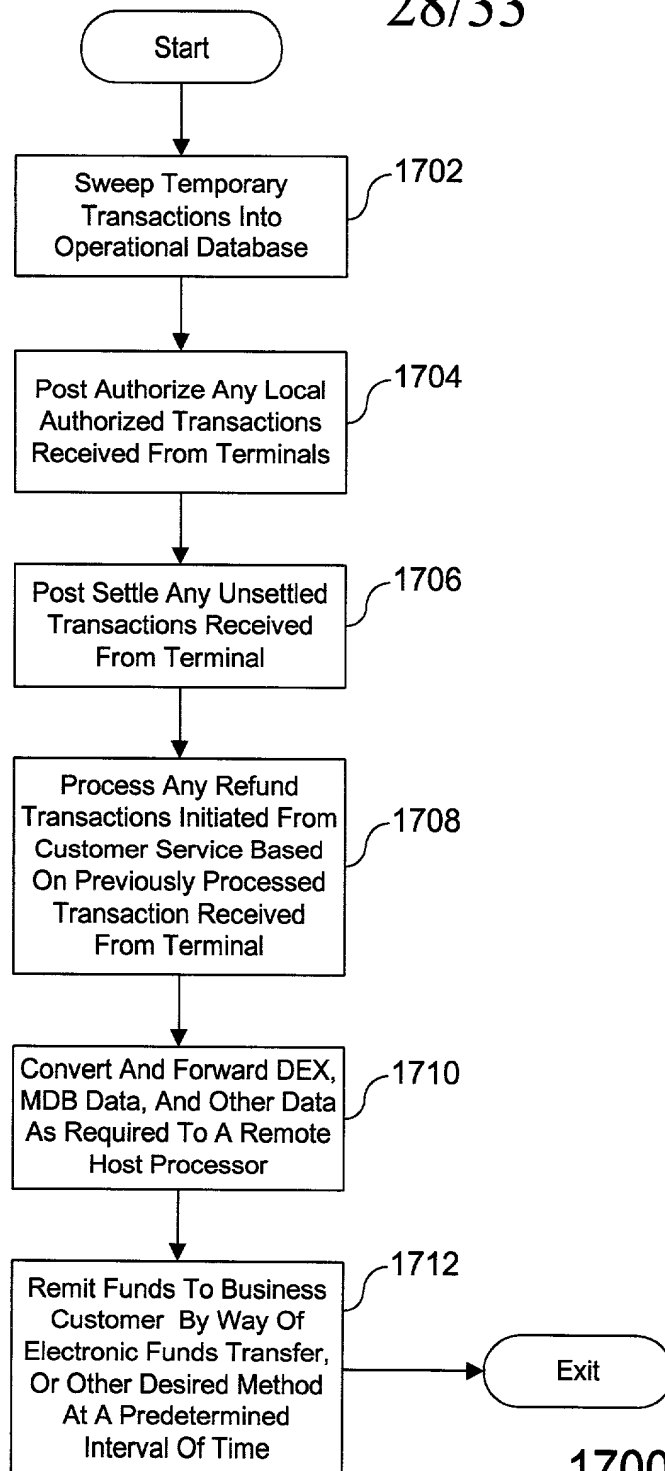 28/33
Start
Sweep Temporary
Transactions Into
Operational Database
1702
Post Authorize Any Local
Authorized Transactions
Received From Terminals
1704
Post Settle Any Unsettled
Transactions Received
From Terminal
1706
Process Any Refund
Transactions Initiated From
Customer Service Based
On Previously Processed
Transaction Received
From Terminal
1708
Convert And Forward DEX,
MDB Data, And Other Data
As Required To A Remote
Host Processor
1710
Remit Funds To Business
Customer By Way Of
Electronic Funds Transfer,
Or Other Desired Method
At A Predetermined
Interval Of Time
1712
Exit
1700